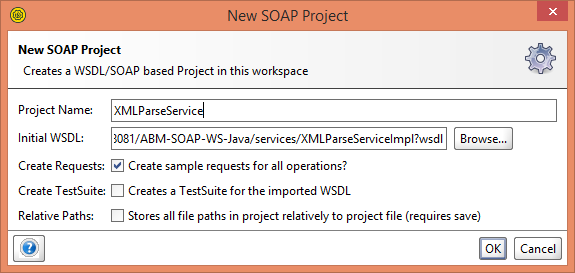 New SOAP Project
New SOAP Project
Creates a WSDL/SOAP based Project in this workspace
Project Name: XMLParseService
Initial WSDL: 8081/ABM-SOAP-WS-Java/services/XMLParseServiceImpl?wsdl Browse...
Create Requests: Create sample requests for all operations?
Create TestSuite: Creates a TestSuite for the imported WSDL
Relative Paths: Stores all file paths in project relatively to project file (requires save)
OK Cancel